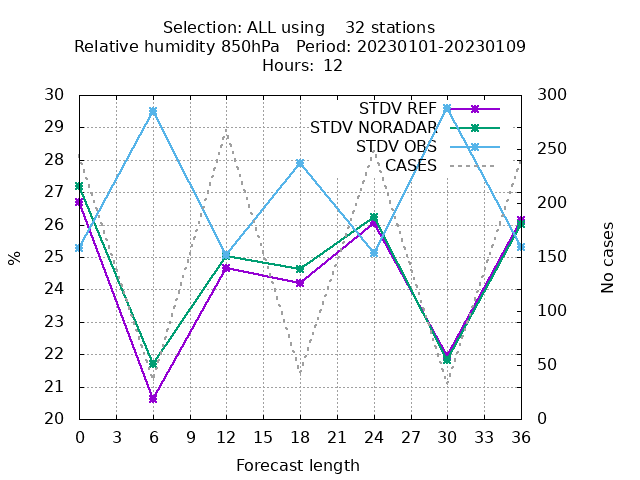 Selection: ALL using    32 stations
Relative humidity 850hPa   Period: 20230101-20230109
Hours:  12
STDV REF
STDV NORADAR
STDV OBS
CASES
30
29
28
27
26
25
24
23
22
21
20
%
300
250
200
150
100
50
0
No cases
0 3 6 9 12 15 18 21 24 27 30 33 36
Forecast length